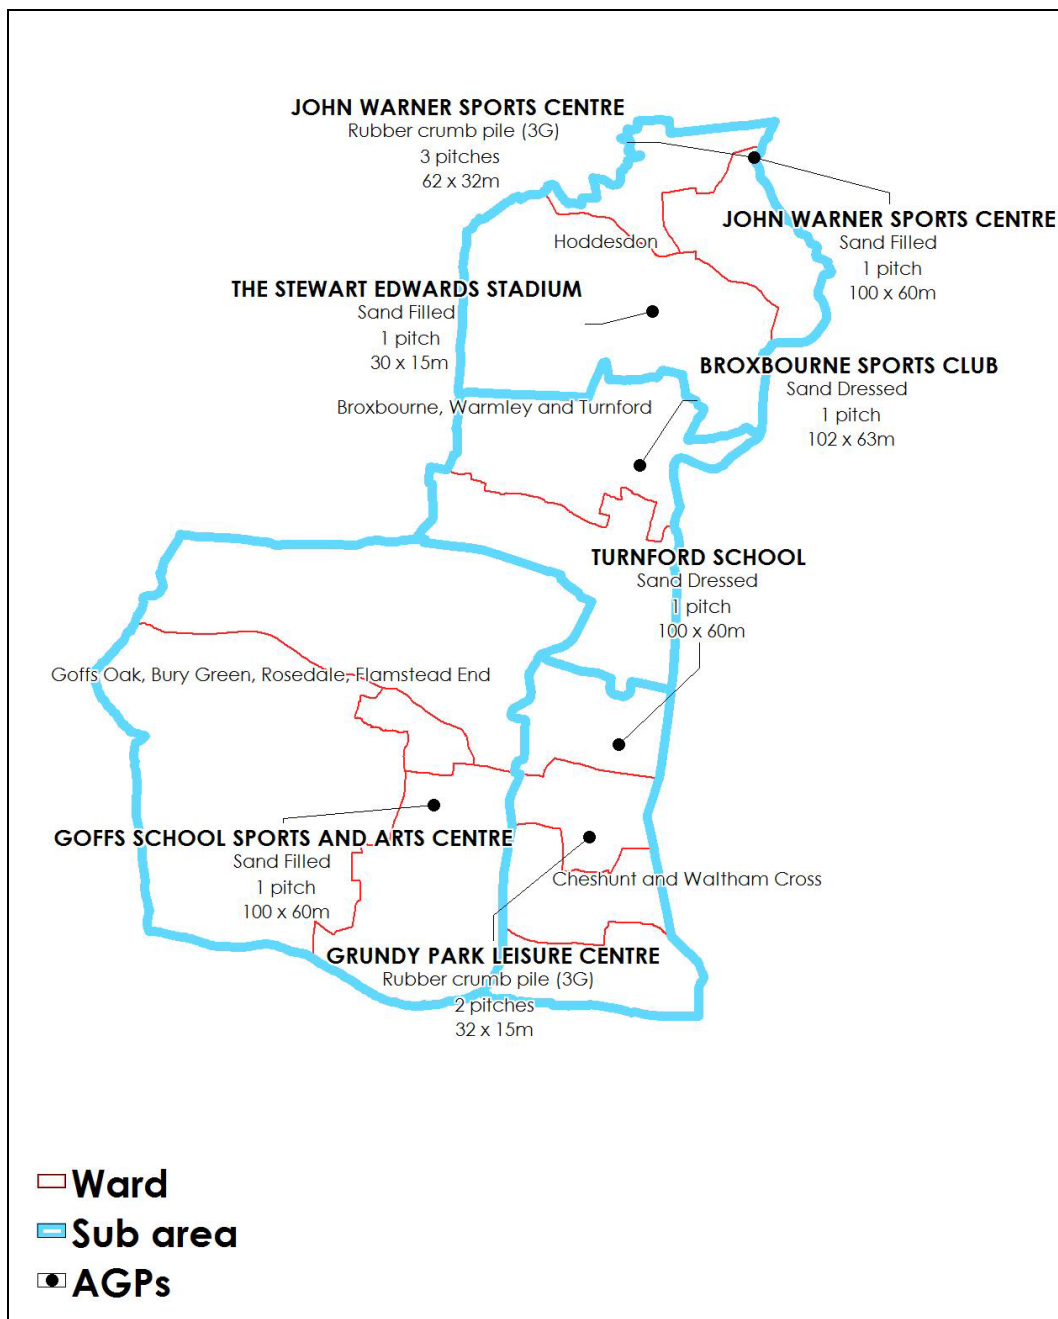 JOHN WARNER SPORTS CENTRE
Rubber crumb pile (3G)
3 pitches
62 x 32m
JOHN WARNER SPORTS CENTRE
Sand Filled
1 pitch
100 x 60m
Hoddesdon
THE STEWART EDWARDS STADIUM
Sand Filled
1 pitch
30 x 15m
BROXBOURNE SPORTS CLUB
Sand Dressed
1 pitch
102 x 63m
Broxbourne, Warmley and Turnford
TURNFORD SCHOOL
Sand Dressed
1 pitch
100 x 60m
Goffs Oak, Bury Green, Rosedale, Flamstead End
GOFFS SCHOOL SPORTS AND ARTS CENTRE
Sand Filled
1 pitch
100 x 60m
Cheshunt and Waltham Cross
GRUNDY PARK LEISURE CENTRE
Rubber crumb pile (3G)
2 pitches
32 x 15m
Ward
Sub area
AGPs